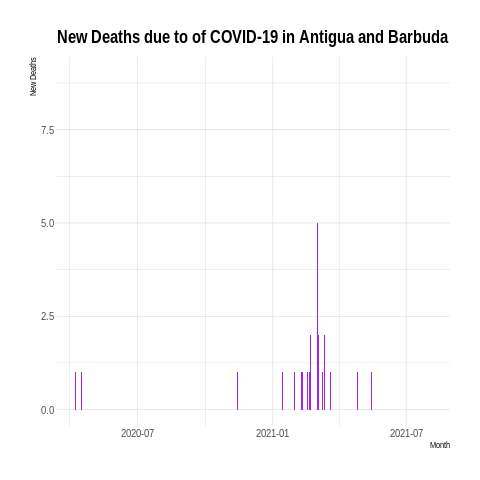 New Deaths due to of COVID-19 in Antigua and Barbuda
New Deaths
7.5
5.0
2.5
0.0
2020-07
2021-01
2021-07
Month